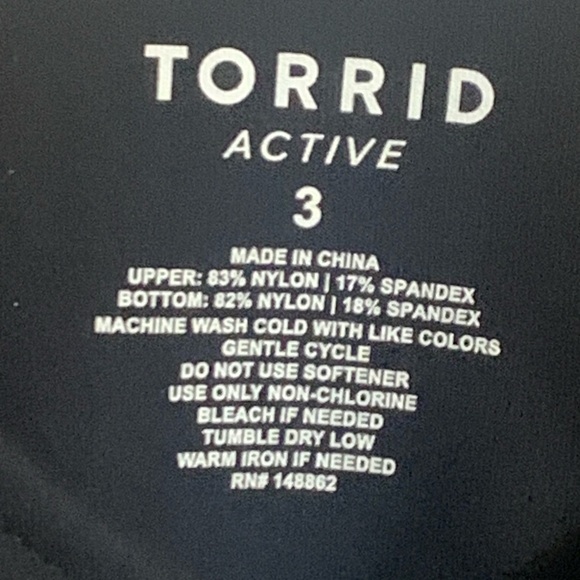 TORRID
ACTIVE
3
MADE IN CHINA
UPPER: 83% NYLON | 17% SPANDEX
BOTTOM: 82% NYLON | 18% SPANDEX
MACHINE WASH COLD WITH LIKE COLORS
GENTLE CYCLE
DO NOT USE SOFTENER
USE ONLY NON-CHLORINE
BLEACH IF NEEDED
TUMBLE DRY LOW
WARM IRON IF NEEDED
RN# 148862